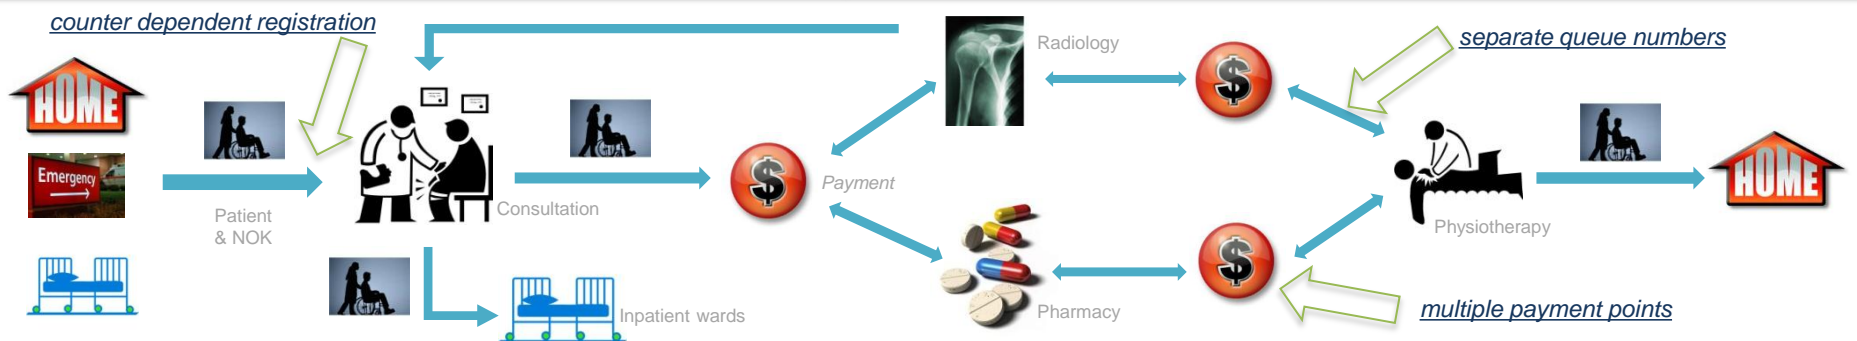 counter dependent registration
HOME
Emergency
Patient
& NOK
Consultation
Inpatient wards
$
Payment
Radiology
$
Pharmacy
$
separate queue numbers
Physiotherapy
multiple payment points
HOME